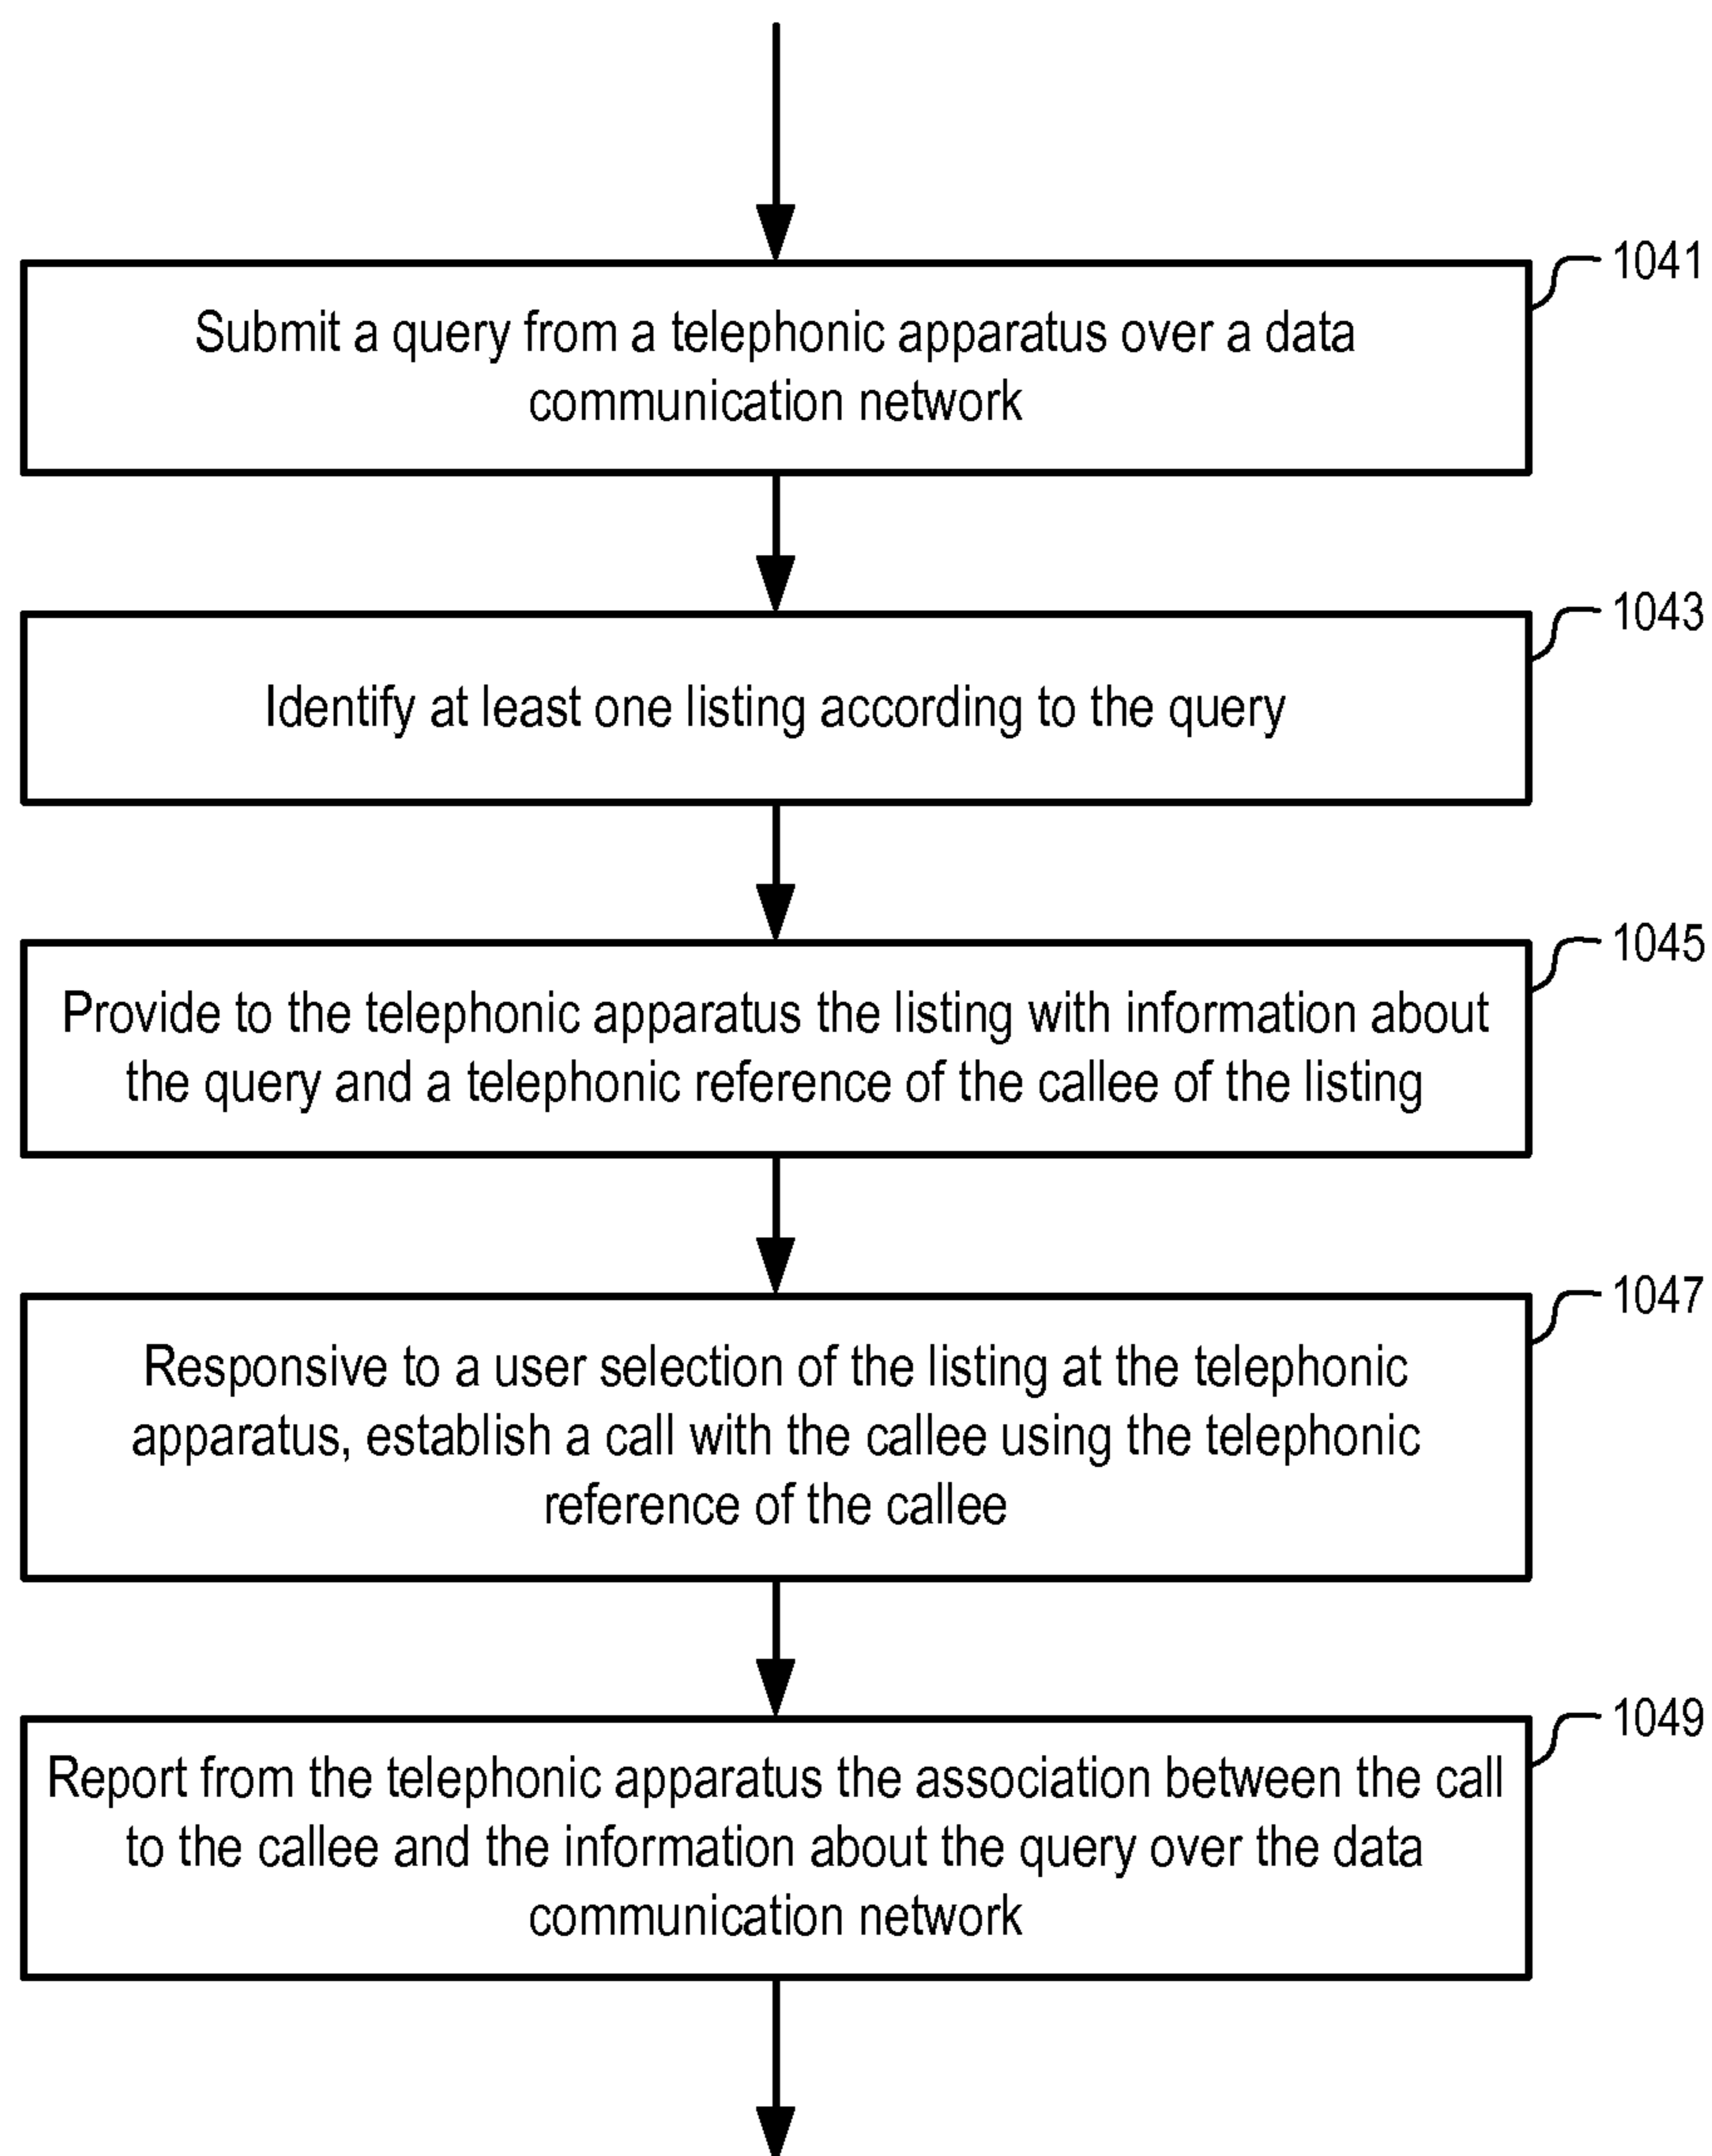 1041
Submit a query from a telephonic apparatus over a data
communication network
1043
Identify at least one listing according to the query
1045
Provide to the telephonic apparatus the listing with information about
the query and a telephonic reference of the callee of the listing
1047
Responsive to a user selection of the listing at the telephonic
apparatus, establish a call with the callee using the telephonic
reference of the callee
1049
Report from the telephonic apparatus the association between the call
to the callee and the information about the query over the data
communication network